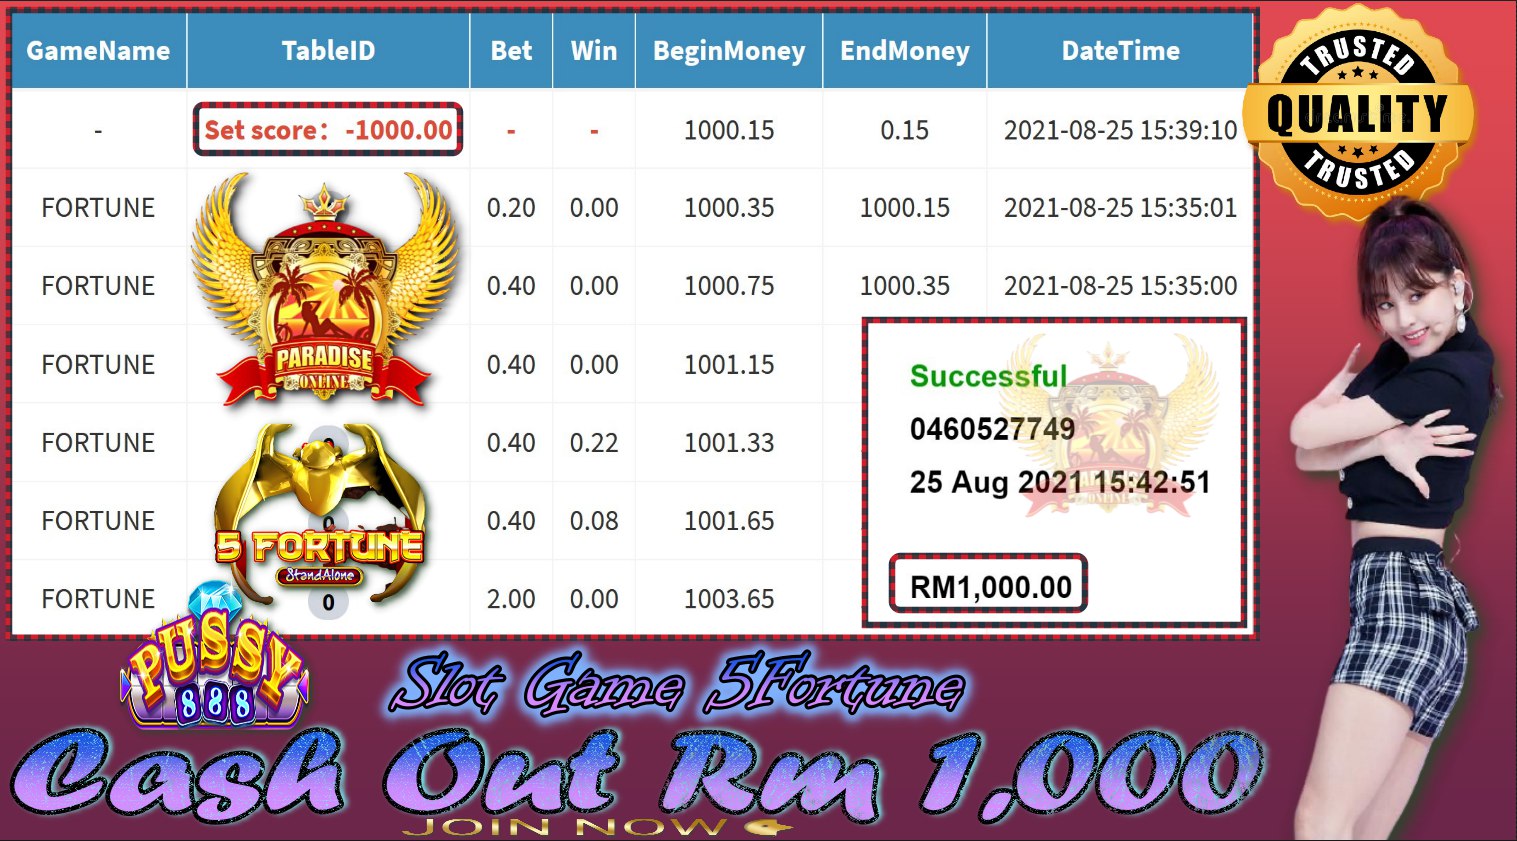 GameName TableID Bet Win BeginMoney EndMoney DateTime
- Set score: -1000.00 - - 1000.15 0.15 2021-08-25 15:39:10
FORTUNE 0.20 0.00 1000.35 1000.15 2021-08-25 15:35:01
FORTUNE 0.40 0.00 1000.75 1000.35 2021-08-25 15:35:00
FORTUNE 0.40 0.00 1001.15
FORTUNE 0.40 0.22 1001.33
FORTUNE 0.40 0.08 1001.65
FORTUNE 0 2.00 0.00 1003.65
TRUSTED
QUALITY
TRUSTED
PARADISE
ONLINE
5 FORTUNE
StandAlone
Successful
0460527749
25 Aug 2021 15:42:51
RM1,000.00
PARADISE
ONLINE
PUSSY
888
Slot Game 5Fortune
Cash Out Rm 1,000
JOIN NOW